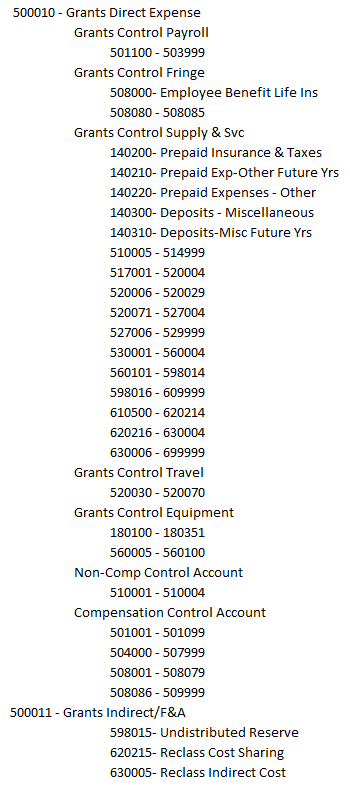 500010 - Grants Direct Expense
Grants Control Payroll
501100 - 503999
Grants Control Fringe
508000- Employee Benefit Life Ins
508080 - 508085
Grants Control Supply & Svc
140200- Prepaid Insurance & Taxes
140210- Prepaid Exp-Other Future Yrs
140220- Prepaid Expenses - Other
140300- Deposits - Miscellaneous
140310- Deposits-Misc Future Yrs
510005 - 514999
517001 - 520004
520006 - 520029
520071 - 527004
527006 - 529999
530001 - 560004
560101 - 598014
598016 - 609999
610500 - 620214
620216 - 630004
630006 - 699999
Grants Control Travel
520030 - 520070
Grants Control Equipment
180100 - 180351
560005 - 560100
Non-Comp Control Account
510001 - 510004
Compensation Control Account
501001 - 501099
504000 - 507999
508001 - 508079
508086 - 509999
500011 - Grants Indirect/F&A
598015- Undistributed Reserve
620215- Reclass Cost Sharing
630005- Reclass Indirect Cost